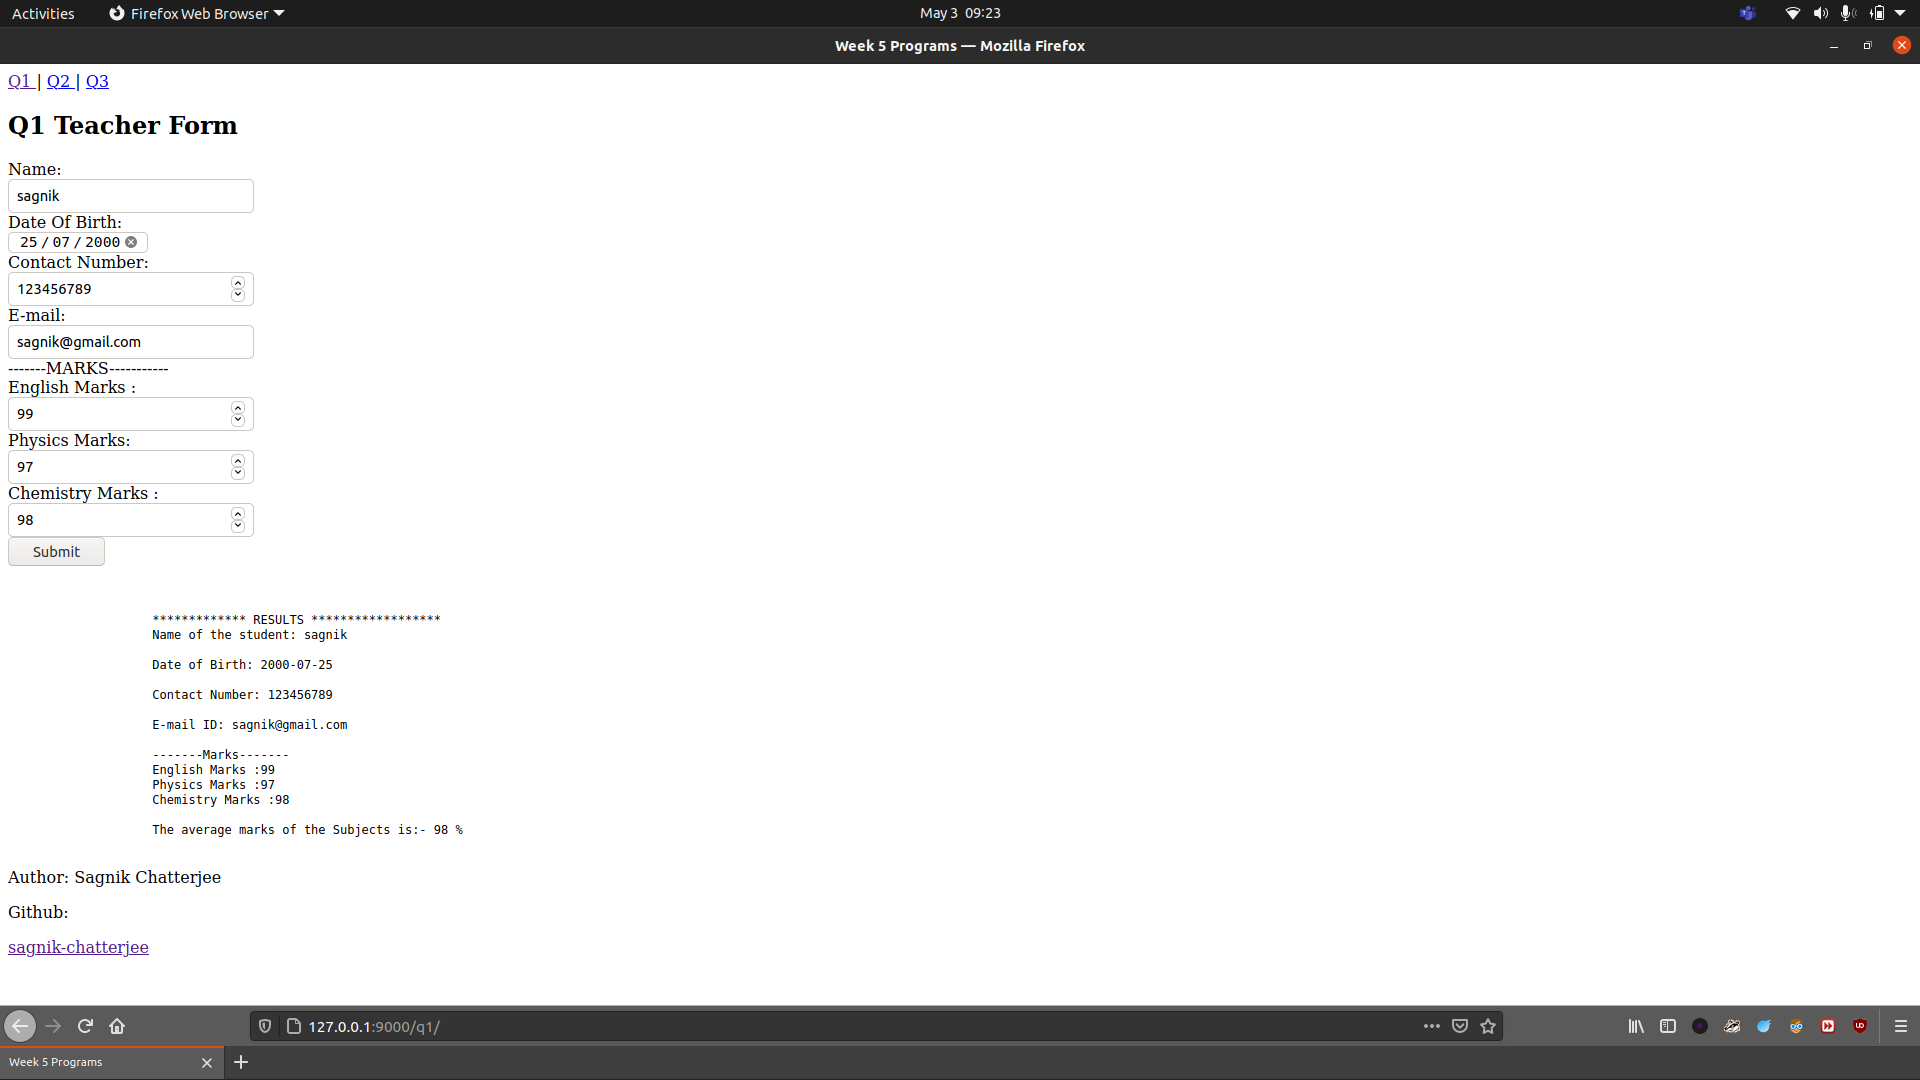 Activities Firefox Web Browser May 3 09:23
Week 5 Programs — Mozilla Firefox
Q1 | Q2 | Q3
Q1 Teacher Form
Name:
sagnik
Date Of Birth:
25 / 07 / 2000
Contact Number:
123456789
E-mail:
sagnik@gmail.com
-------MARKS-----------
English Marks :
99
Physics Marks:
97
Chemistry Marks :
98
Submit
************* RESULTS ******************
Name of the student: sagnik
Date of Birth: 2000-07-25
Contact Number: 123456789
E-mail ID: sagnik@gmail.com
-------Marks-------
English Marks :99
Physics Marks :97
Chemistry Marks :98
The average marks of the Subjects is:- 98 %
Author: Sagnik Chatterjee
Github:
sagnik-chatterjee
127.0.0.1:9000/q1/
Week 5 Programs